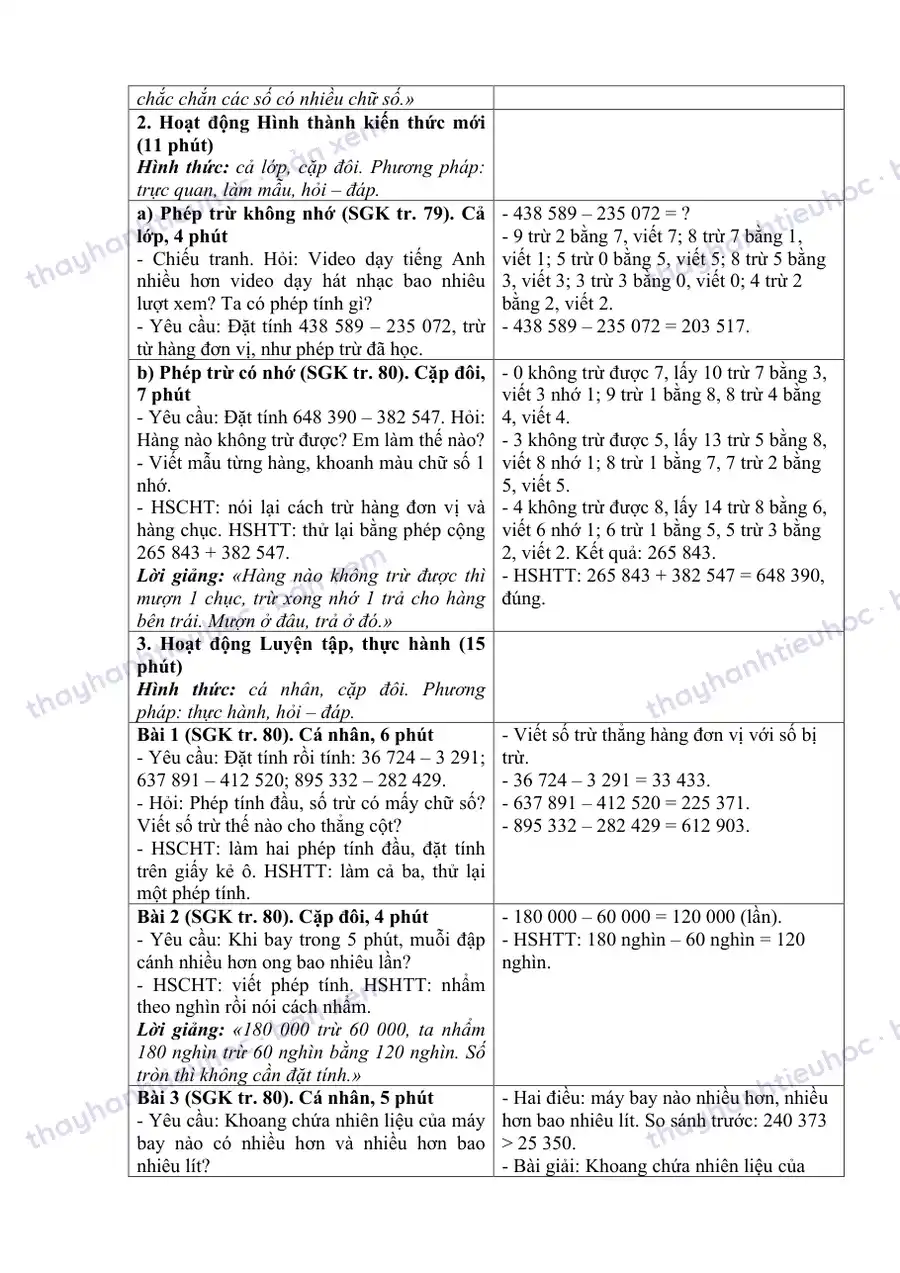 chắc chắn các số có nhiều chữ số.»
2. Hoạt động Hình thành kiến thức mới
(11 phút)
Hình thức: cả lớp, cặp đôi. Phương pháp:
trực quan, làm mẫu, hỏi – đáp.
a) Phép trừ không nhớ (SGK tr. 79). Cả
lớp, 4 phút
- Chiếu tranh. Hỏi: Video dạy tiếng Anh
nhiều hơn video dạy hát nhạc bao nhiêu
lượt xem? Ta có phép tính gì?
- Yêu cầu: Đặt tính 438 589 – 235 072, trừ
từ hàng đơn vị, như phép trừ đã học.
- 438 589 – 235 072 = ?
- 9 trừ 2 bằng 7, viết 7; 8 trừ 7 bằng 1,
viết 1; 5 trừ 0 bằng 5, viết 5; 8 trừ 5 bằng
3, viết 3; 3 trừ 3 bằng 0, viết 0; 4 trừ 2
bằng 2, viết 2.
- 438 589 – 235 072 = 203 517.
b) Phép trừ có nhớ (SGK tr. 80). Cặp đôi,
7 phút
- Yêu cầu: Đặt tính 648 390 – 382 547. Hỏi:
Hàng nào không trừ được? Em làm thế nào?
- Viết mẫu từng hàng, khoanh màu chữ số 1
nhớ.
- HSCHT: nói lại cách trừ hàng đơn vị và
hàng chục. HSHTT: thử lại bằng phép cộng
265 843 + 382 547.
Lời giảng: «Hàng nào không trừ được thì
mượn 1 chục, trừ xong nhớ 1 trả cho hàng
bên trái. Mượn ở đâu, trả ở đó.»
- 0 không trừ được 7, lấy 10 trừ 7 bằng 3,
viết 3 nhớ 1; 9 trừ 1 bằng 8, 8 trừ 4 bằng
4, viết 4.
- 3 không trừ được 5, lấy 13 trừ 5 bằng 8,
viết 8 nhớ 1; 8 trừ 1 bằng 7, 7 trừ 2 bằng
5, viết 5.
- 4 không trừ được 8, lấy 14 trừ 8 bằng 6,
viết 6 nhớ 1; 6 trừ 1 bằng 5, 5 trừ 3 bằng
2, viết 2. Kết quả: 265 843.
- HSHTT: 265 843 + 382 547 = 648 390,
đúng.
3. Hoạt động Luyện tập, thực hành (15
phút)
Hình thức: cá nhân, cặp đôi. Phương
pháp: thực hành, hỏi – đáp.
Bài 1 (SGK tr. 80). Cá nhân, 6 phút
- Yêu cầu: Đặt tính rồi tính: 36 724 – 3 291;
637 891 – 412 520; 895 332 – 282 429.
- Hỏi: Phép tính đầu, số trừ có mấy chữ số?
Viết số trừ thế nào cho thẳng cột?
- HSCHT: làm hai phép tính đầu, đặt tính
trên giấy kẻ ô. HSHTT: làm cả ba, thử lại
một phép tính.
- Viết số trừ thẳng hàng đơn vị với số bị
trừ.
- 36 724 – 3 291 = 33 433.
- 637 891 – 412 520 = 225 371.
- 895 332 – 282 429 = 612 903.
Bài 2 (SGK tr. 80). Cặp đôi, 4 phút
- Yêu cầu: Khi bay trong 5 phút, muỗi đập
cánh nhiều hơn ong bao nhiêu lần?
- HSCHT: viết phép tính. HSHTT: nhẩm
theo nghìn rồi nói cách nhẩm.
Lời giảng: «180 000 trừ 60 000, ta nhẩm
180 nghìn trừ 60 nghìn bằng 120 nghìn. Số
tròn thì không cần đặt tính.»
- 180 000 – 60 000 = 120 000 (lần).
- HSHTT: 180 nghìn – 60 nghìn = 120
nghìn.
Bài 3 (SGK tr. 80). Cá nhân, 5 phút
- Yêu cầu: Khoang chứa nhiên liệu của máy
bay nào có nhiều hơn và nhiều hơn bao
nhiêu lít?
- Hai điều: máy bay nào nhiều hơn, nhiều
hơn bao nhiêu lít. So sánh trước: 240 373
> 25 350.
- Bài giải: Khoang chứa nhiên liệu của
thayhanhtieuhoc · bản xem
thayhanhtieuhoc · b
thayhanhtieuhoc · bản xem
thayhanhtieuhoc · b
thayhanhtieuhoc · bản xem
thayhanhtieuhoc · b